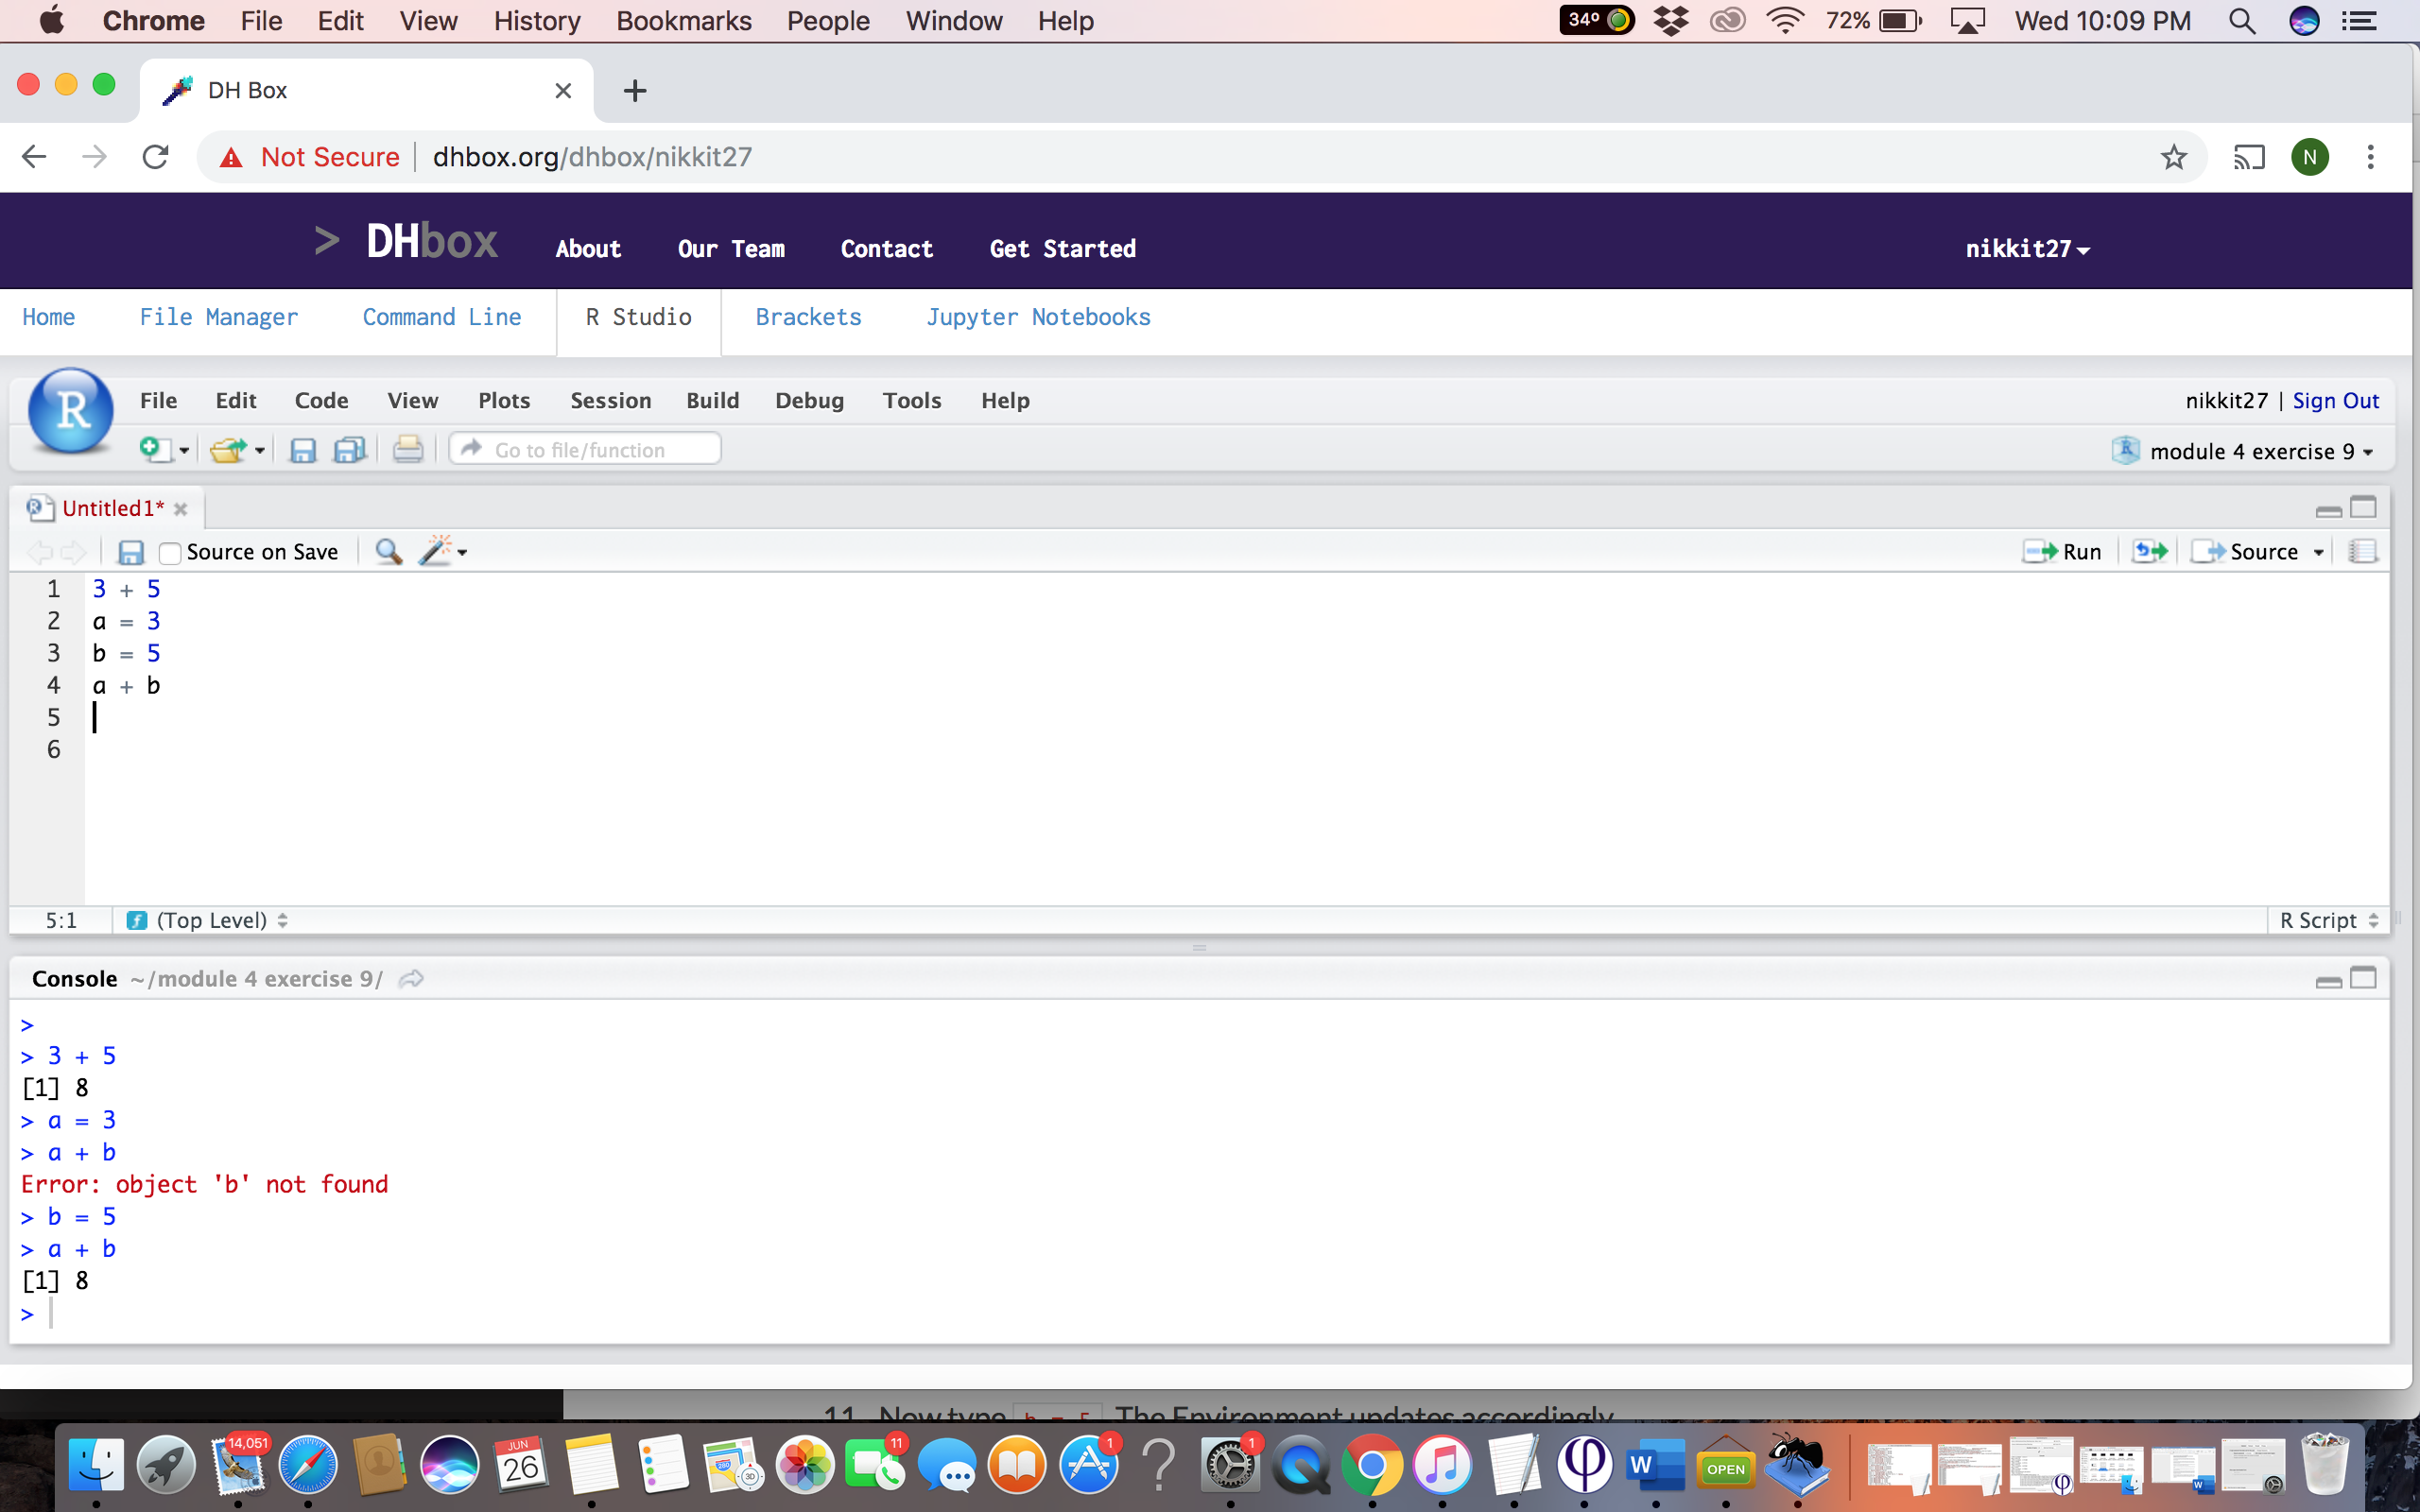 Chrome File Edit View History Bookmarks People Window Help 34° 72% Wed 10:09 PM
DH Box
Not Secure dhbox.org/dhbox/nikkit27 N
> DHbox About Our Team Contact Get Started nikkit27
Home File Manager Command Line R Studio Brackets Jupyter Notebooks
R File Edit Code View Plots Session Build Debug Tools Help nikkit27 | Sign Out
Go to file/function module 4 exercise 9
Untitled1*
Source on Save Run Source
1 3 + 5
2 a = 3
3 b = 5
4 a + b
5
6
5:1 (Top Level) R Script
Console ~/module 4 exercise 9/
>
> 3 + 5
[1] 8
> a = 3
> a + b
Error: object 'b' not found
> b = 5
> a + b
[1] 8
>
11. Now type b = 5 The Environment updates accordingly
14,051 JUN 26 3D 11 1 ? 1 W OPEN